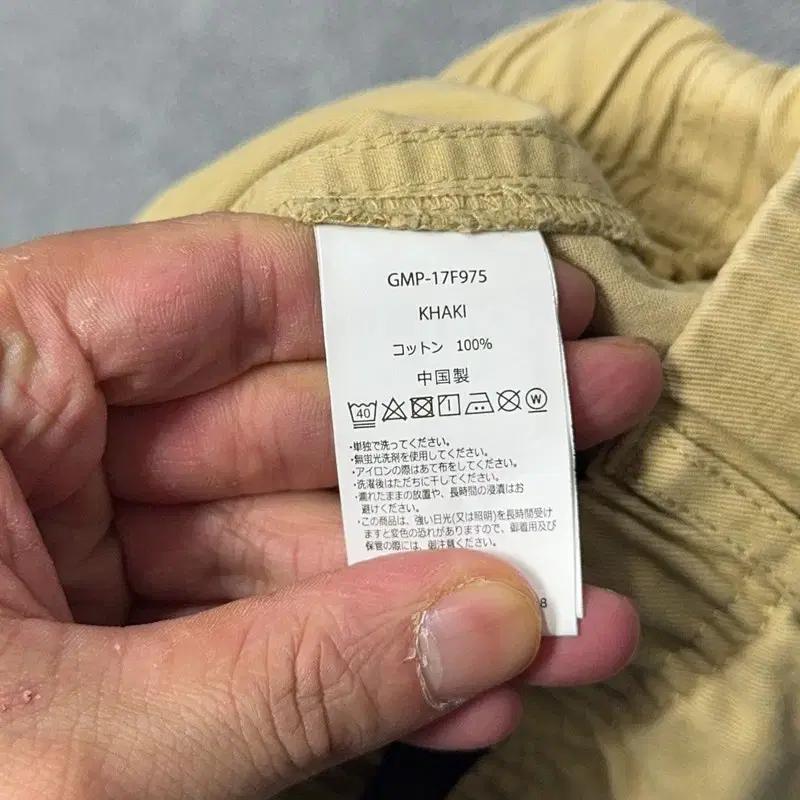 GMP-17F975
KHAKI
コットン 100%
中国製
40 W
・単独で洗ってください。
・無蛍光洗剤を使用してください。
・アイロンの際はあて布をしてください。
・洗濯後はただちに干してください。
・濡れたままの放置や、長時間の浸漬はお
避けください。
・この商品は、強い日光(又は照明)を長時間受け
ますと変色の恐れがありますので、御着用及び
保管の際には、御注意ください。
8